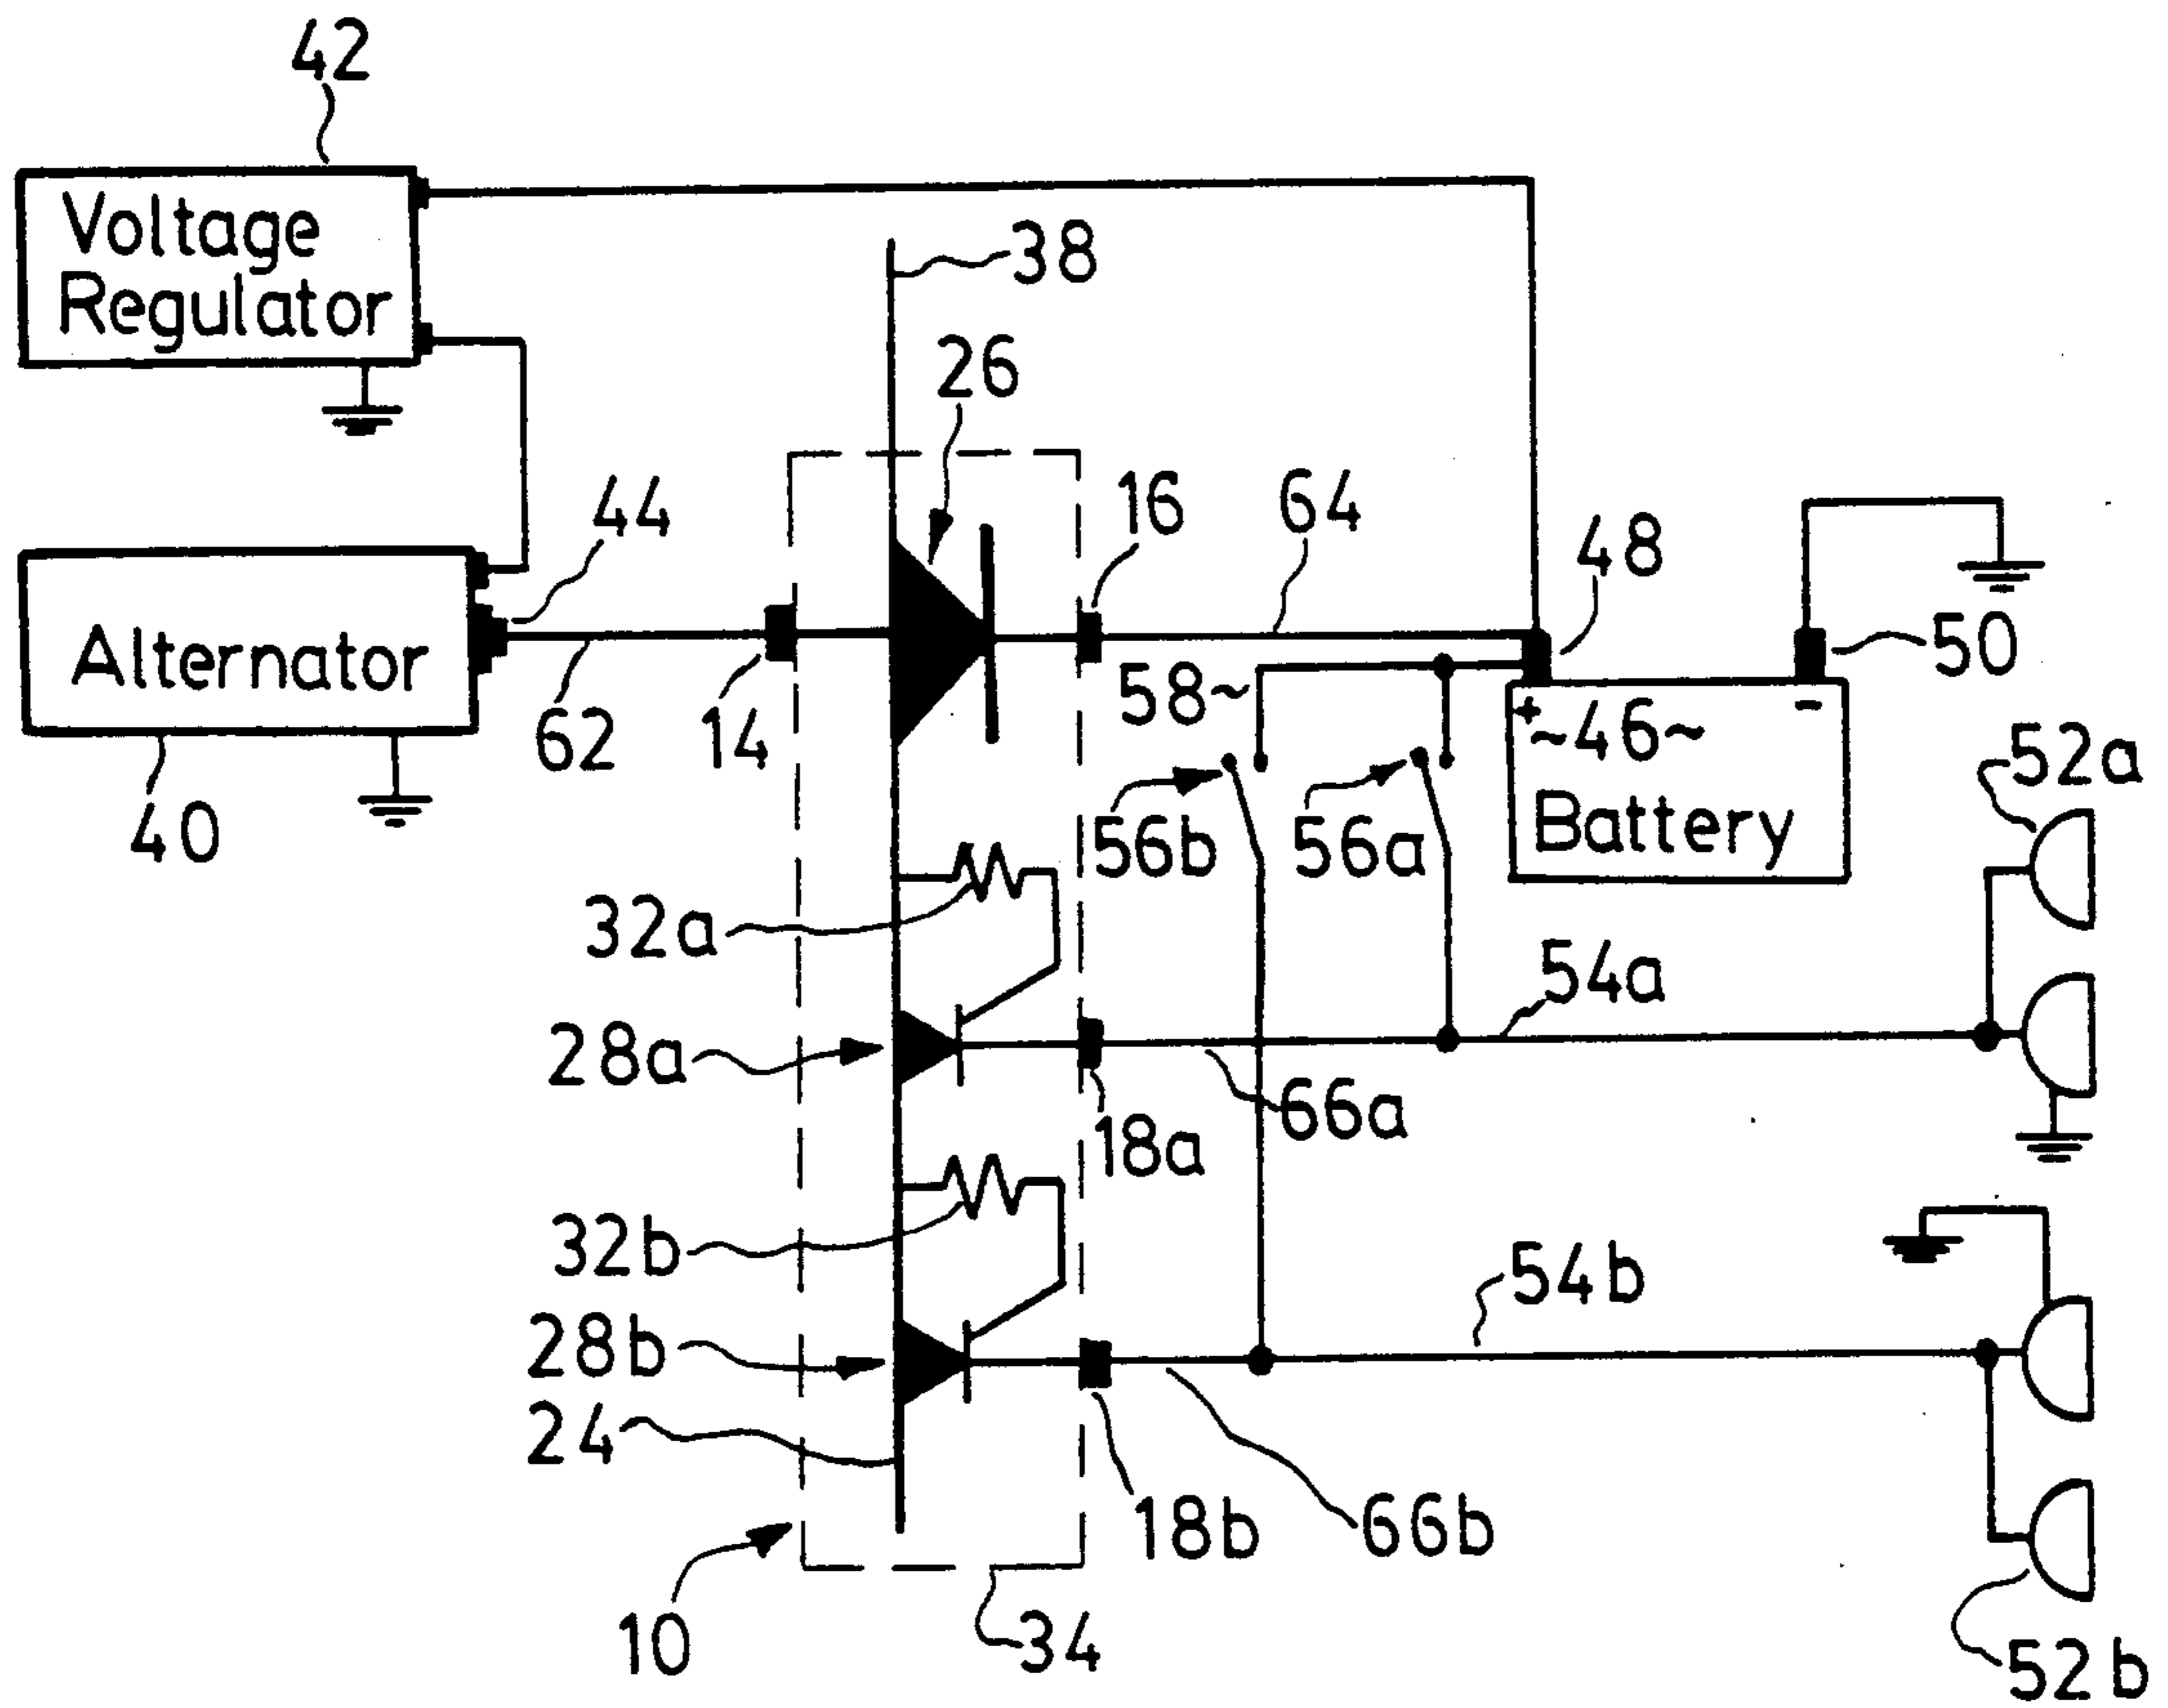 42
Voltage
Regulator
38
26
44
16
64
48
Alternator
62
14
58~
50
+
-
~46~
Battery
52a
40
56b
56a
32a
54a
28a
66a
18a
32b
54b
28b
24
18b
66b
10
34
52b